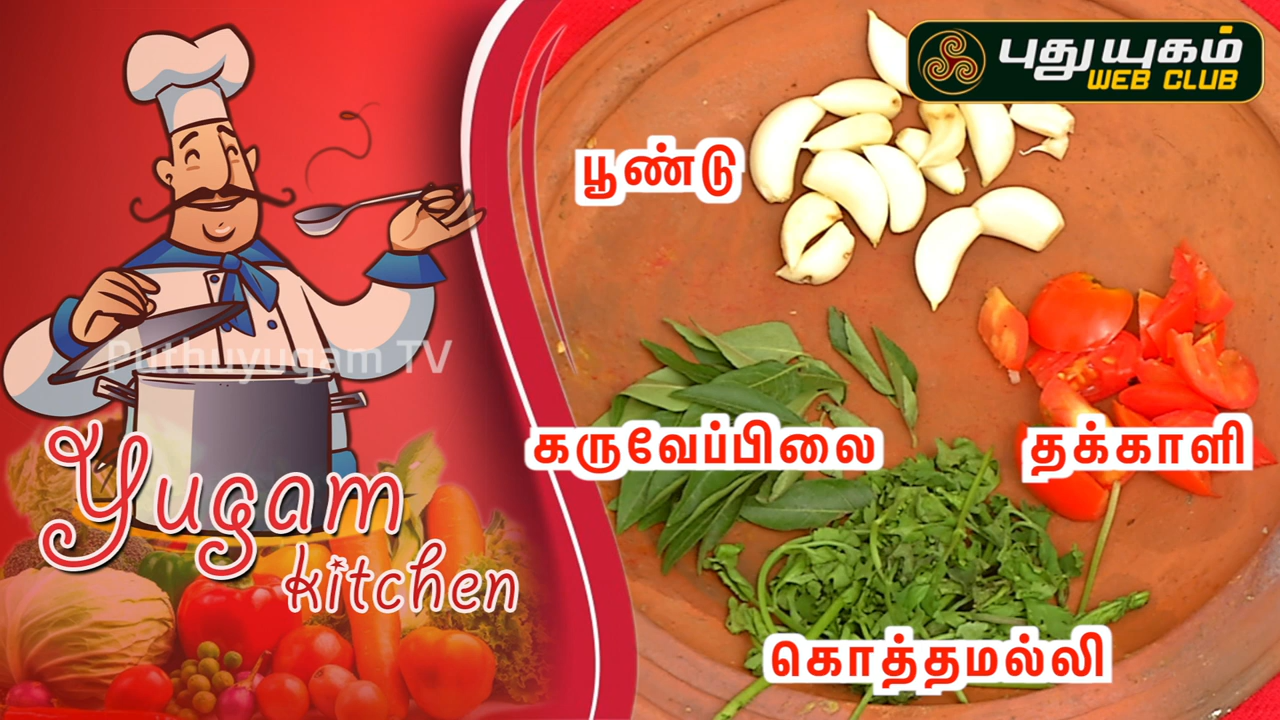 புதுயுகம்
WEB CLUB
பூண்டு
Puthuyugam TV
கருவேப்பிலை
தக்காளி
Yugam
kitchen
கொத்தமல்லி